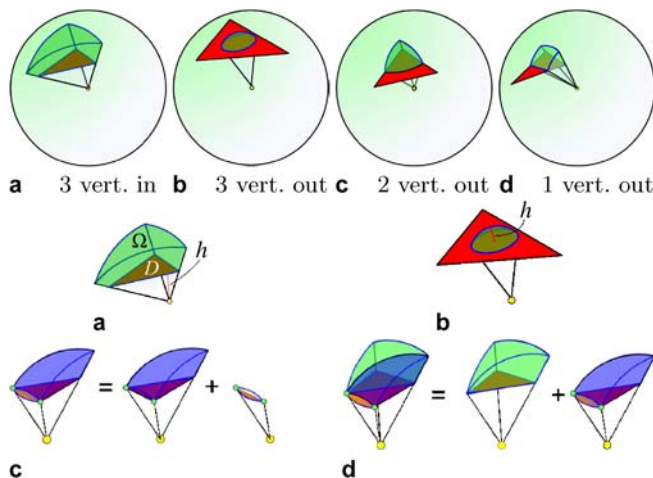 a 3 vert. in b 3 vert. out c 2 vert. out d 1 vert. out
Ω
D
h
h
a
b
= +
= +
c
d